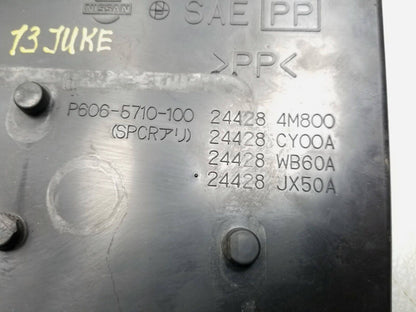 NISSAN SAE PP
13 JUKE
>PP<
P606-5710-100 24428 4M800
(SPCRアリ) 24428 CY00A
24428 WB60A
24428 JX50A